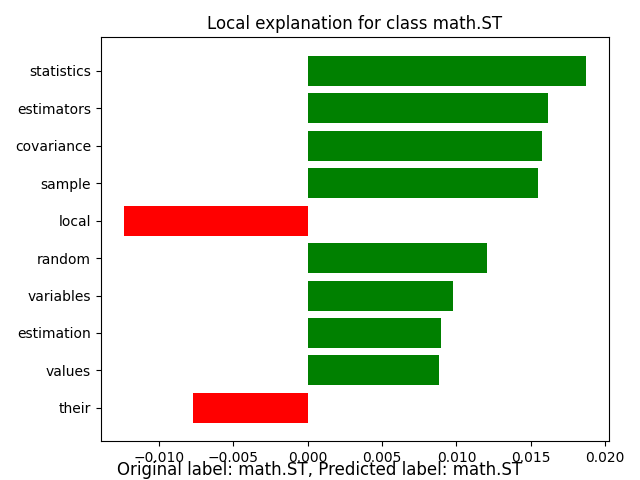 Local explanation for class math.ST
statistics
estimators
covariance
sample
local
random
variables
estimation
values
their
−0.010 −0.005 0.000 0.005 0.010 0.015 0.020
Original label: math.ST, Predicted label: math.ST